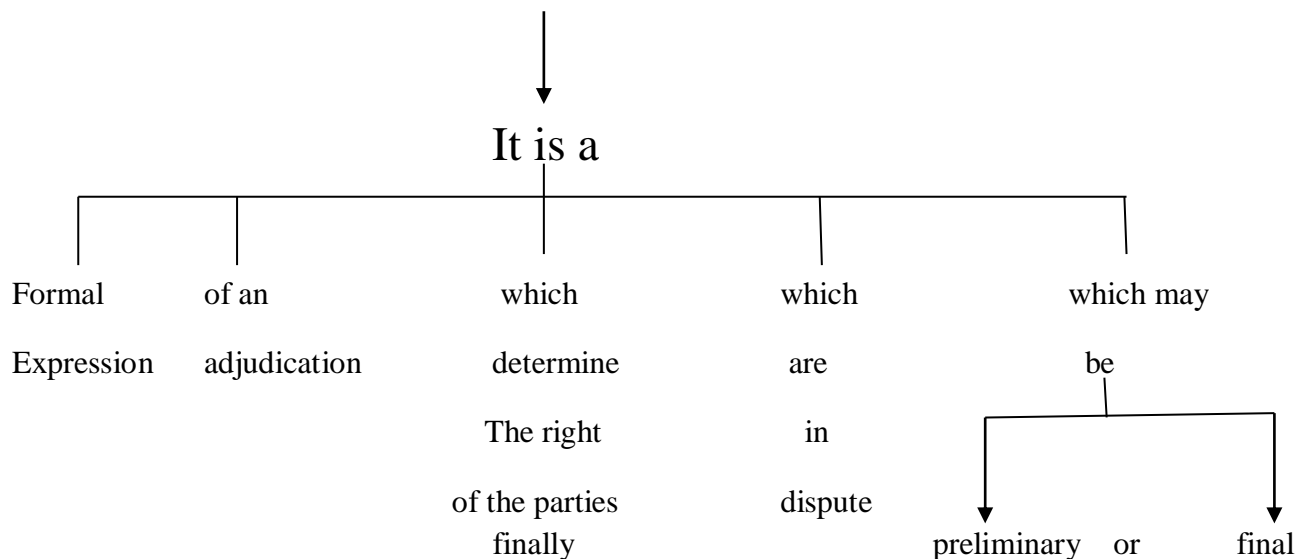 It is a
Formal of an which which which may
Expression adjudication determine are be
The right in
of the parties dispute
finally preliminary or final